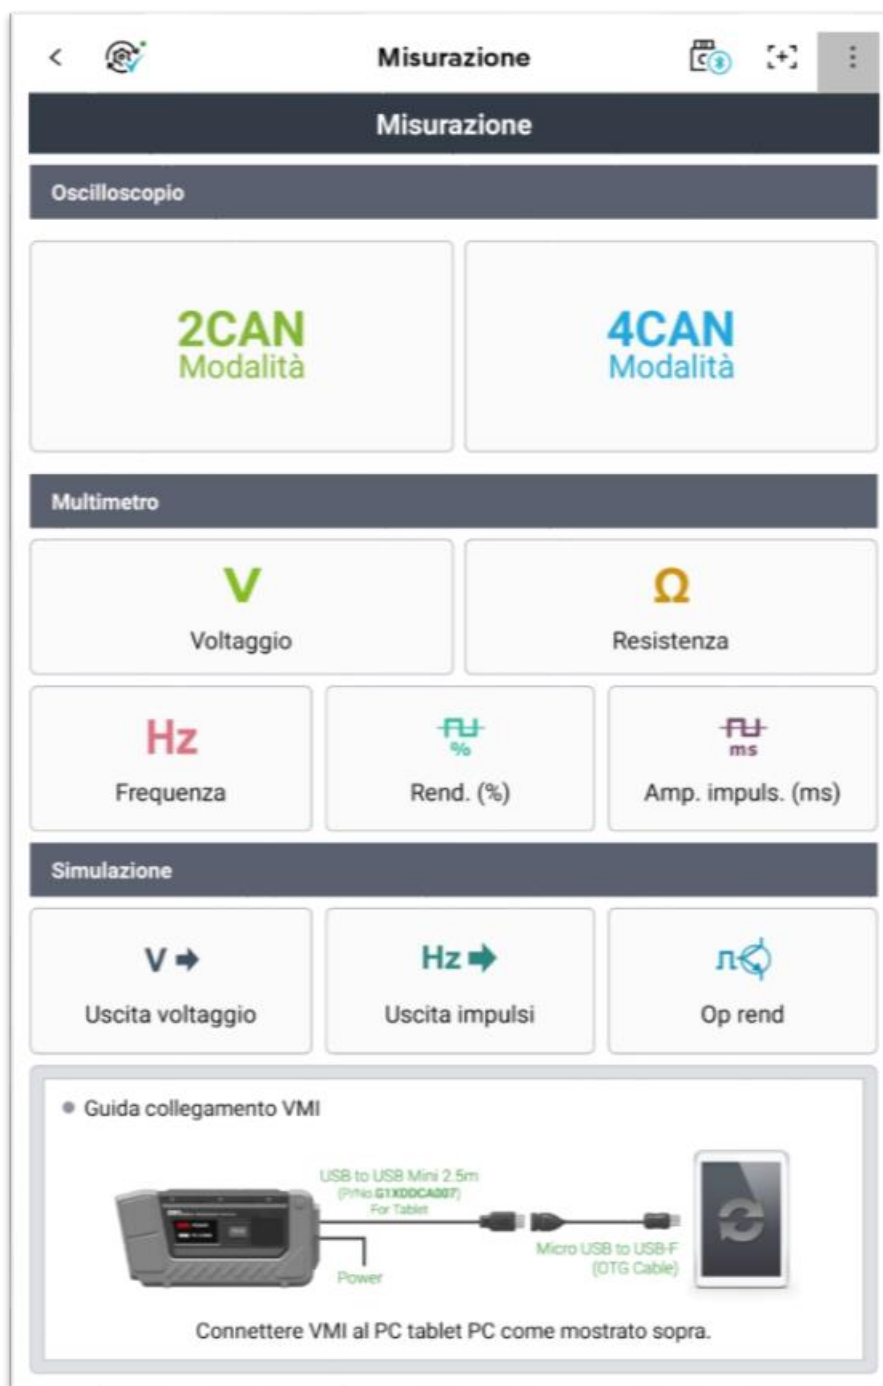 Misurazione
Misurazione
Oscilloscopio
2CAN
Modalità
4CAN
Modalità
Multimetro
V
Voltaggio
Ω
Resistenza
Hz
Frequenza
%
Rend. (%)
ms
Amp. impuls. (ms)
Simulazione
V
Uscita voltaggio
Hz
Uscita impulsi
Op rend
Guida collegamento VMI
USB to USB Mini 2.5m
(P/No.G1XDDCA007)
For Tablet
Power
Micro USB to USB-F
(OTG Cable)
Connettere VMI al PC tablet PC come mostrato sopra.